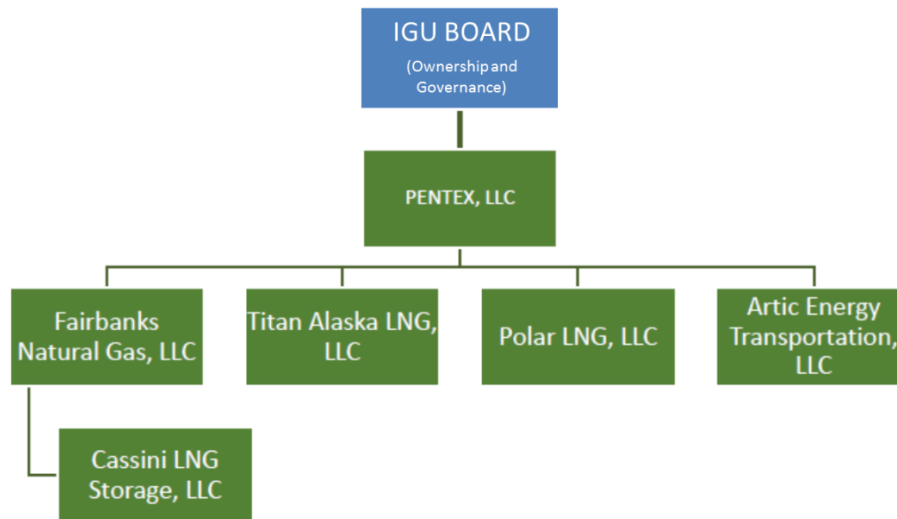 IGU BOARD
(Ownership and
Governance)
PENTEX, LLC
Fairbanks
Natural Gas, LLC
Titan Alaska LNG,
LLC
Polar LNG, LLC
Artic Energy
Transportation,
LLC
Cassini LNG
Storage, LLC